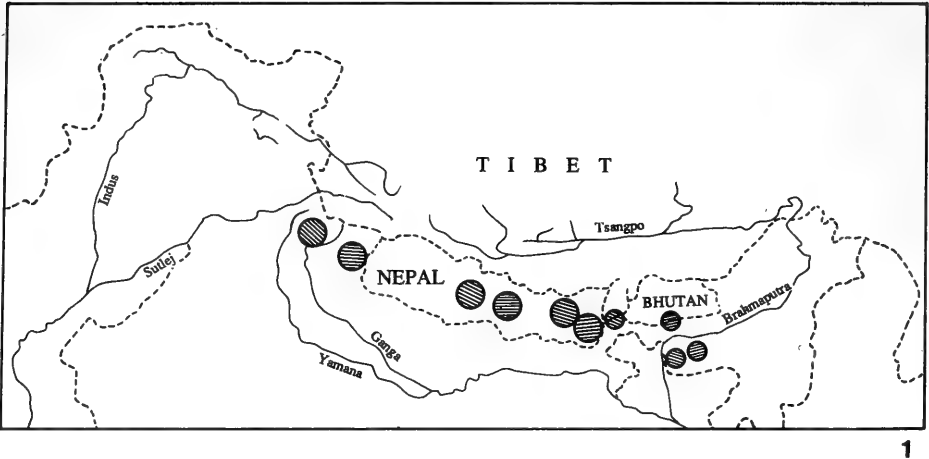 TIBET
Indus
Tsangpo
Sutlej
NEPAL
BHUTAN
Brahmaputra
Ganga
Yamana
1